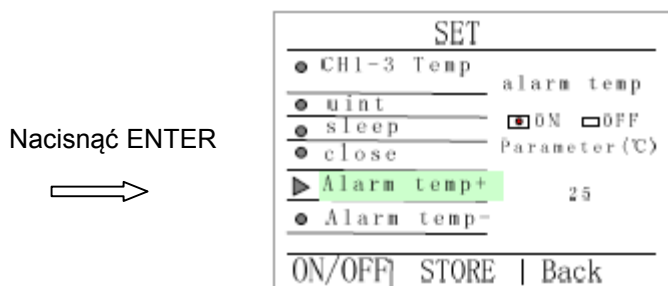 SET
CH1-3 Temp
alarm temp
uint
ON OFF
sleep
Nacisnąć ENTER
Parameter(℃)
close
Alarm temp+
25
Alarm temp-
ON/OFF| STORE | Back